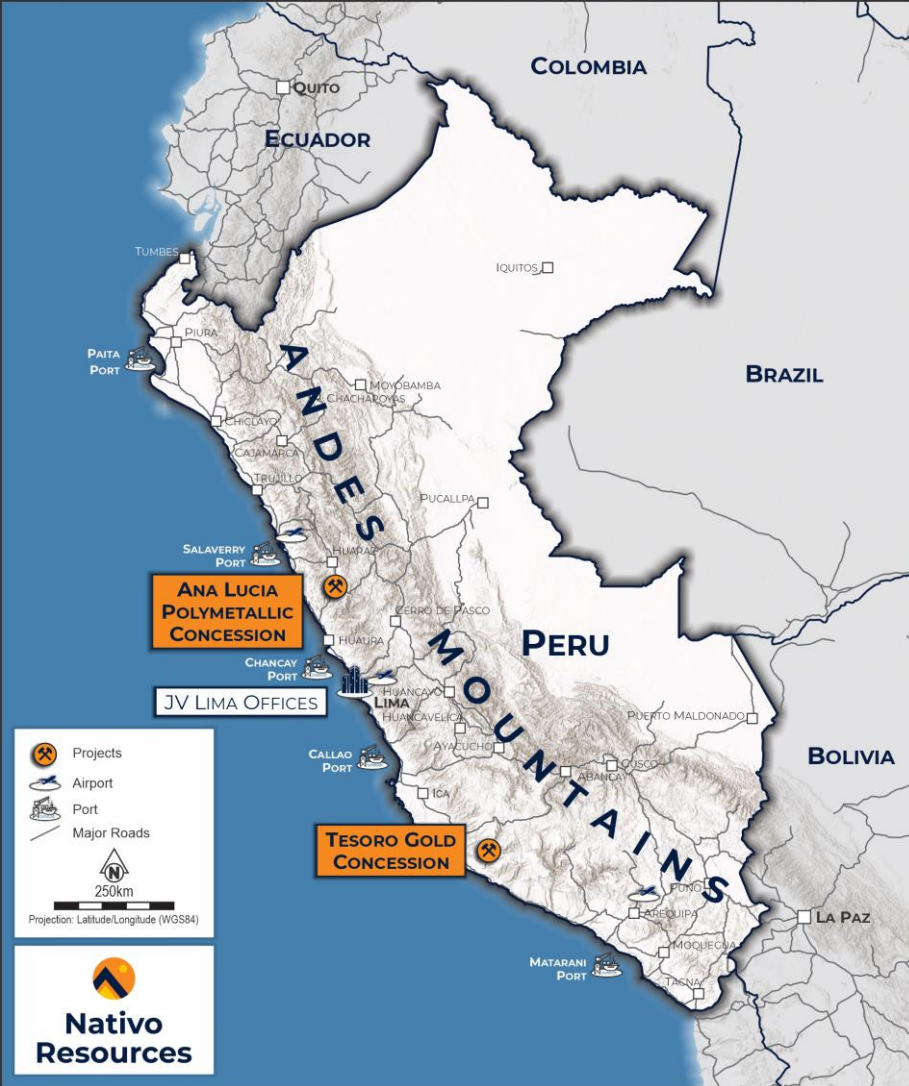 COLOMBIA
QUITO
ECUADOR
TUMBES
IQUITOS
PIURA
PAITA
PORT
BRAZIL
ANDES
MOYOBAMBA
CHACHAPOYAS
CHICLAYO
CAJAMARCA
TRUJILLO
PUCALLPA
SALAVERRY
PORT
HUARAZ
ANA LUCIA
POLYMETALLIC
CONCESSION
CERRO DE PASCO
HUAURA
MOUNTAINS
PERU
CHANCAY
PORT
JV LIMA OFFICES
LIMA
HUANCAYO
HUANCAVELICA
PUERTO MALDONADO
AYACUCHO
CALLAO
PORT
CUSCO
ABANCAY
BOLIVIA
ICA
TESORO GOLD
CONCESSION
PUNO
AREQUIPA
LA PAZ
MOQUEGUA
MATARANI
PORT
TACNA
Projects
Airport
Port
Major Roads
N
250km
Projection: Latitude/Longitude (WGS84)
Nativo
Resources